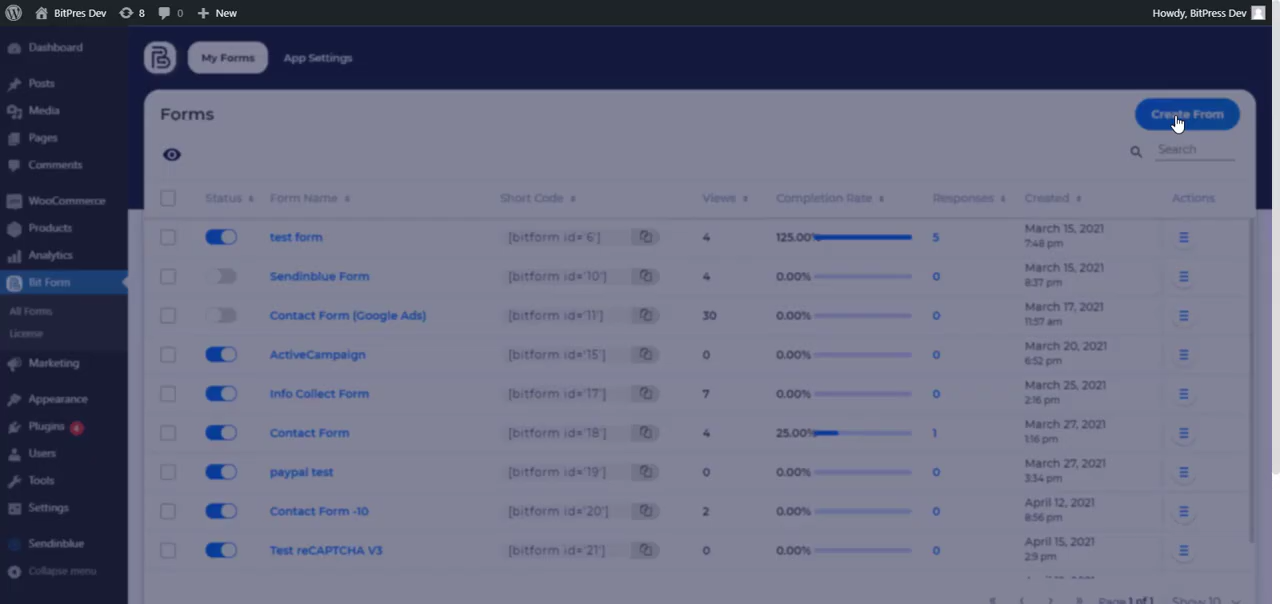 BitPres Dev 8 0 New Howdy, BitPress Dev
Dashboard
Posts
Media
Pages
Comments
WooCommerce
Products
Analytics
Bit Form
All Forms
License
Marketing
Appearance
Plugins 4
Users
Tools
Settings
Sendinblue
Collapse menu
My Forms App Settings
Forms Create From
Search
Status Form Name Short Code Views Completion Rate Responses Created Actions
test form [bitform id='6'] 4 125.00% 5 March 15, 2021
7:48 pm
Sendinblue Form [bitform id='10'] 4 0.00% 0 March 15, 2021
8:37 pm
Contact Form (Google Ads) [bitform id='11'] 30 0.00% 0 March 17, 2021
11:57 am
ActiveCampaign [bitform id='15'] 0 0.00% 0 March 20, 2021
6:52 pm
Info Collect Form [bitform id='17'] 7 0.00% 0 March 25, 2021
2:16 pm
Contact Form [bitform id='18'] 4 25.00% 1 March 27, 2021
1:16 pm
paypal test [bitform id='19'] 0 0.00% 0 March 27, 2021
3:34 pm
Contact Form -10 [bitform id='20'] 2 0.00% 0 April 12, 2021
8:56 pm
Test reCAPTCHA V3 [bitform id='21'] 0 0.00% 0 April 15, 2021
2:9 pm
Page 1 of 1 Show 10